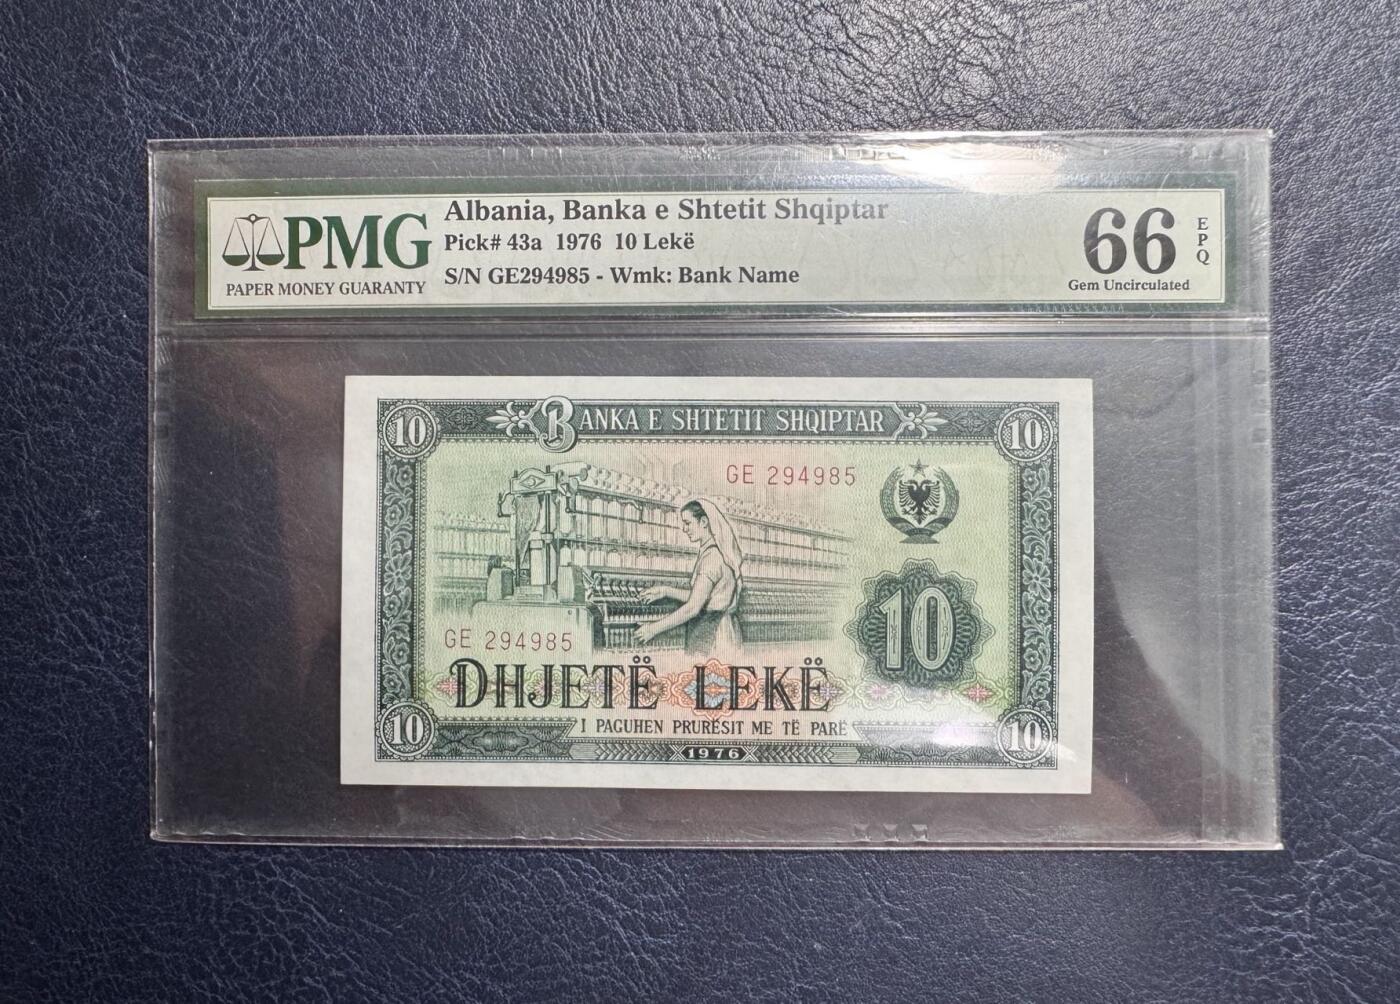 PMG
PAPER MONEY GUARANTY
Albania, Banka e Shtetit Shqiptar
Pick# 43a 1976 10 Lekë
S/N GE294985 - Wmk: Bank Name
66
EPQ
Gem Uncirculated
10
BANKA E SHTETIT SHQIPTAR
10
GE 294985
10
GE 294985
DHJETË LEKË
10
I PAGUHEN PRURËSIT ME TË PARË
10
1976